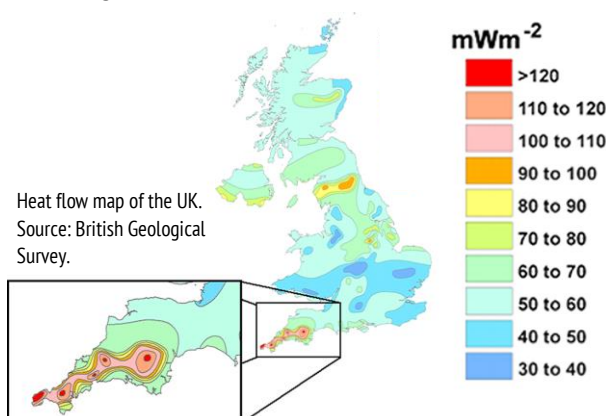 Heat flow map of the UK.
Source: British Geological
Survey.
mWm-2
>120
110 to 120
100 to 110
90 to 100
80 to 90
70 to 80
60 to 70
50 to 60
40 to 50
30 to 40